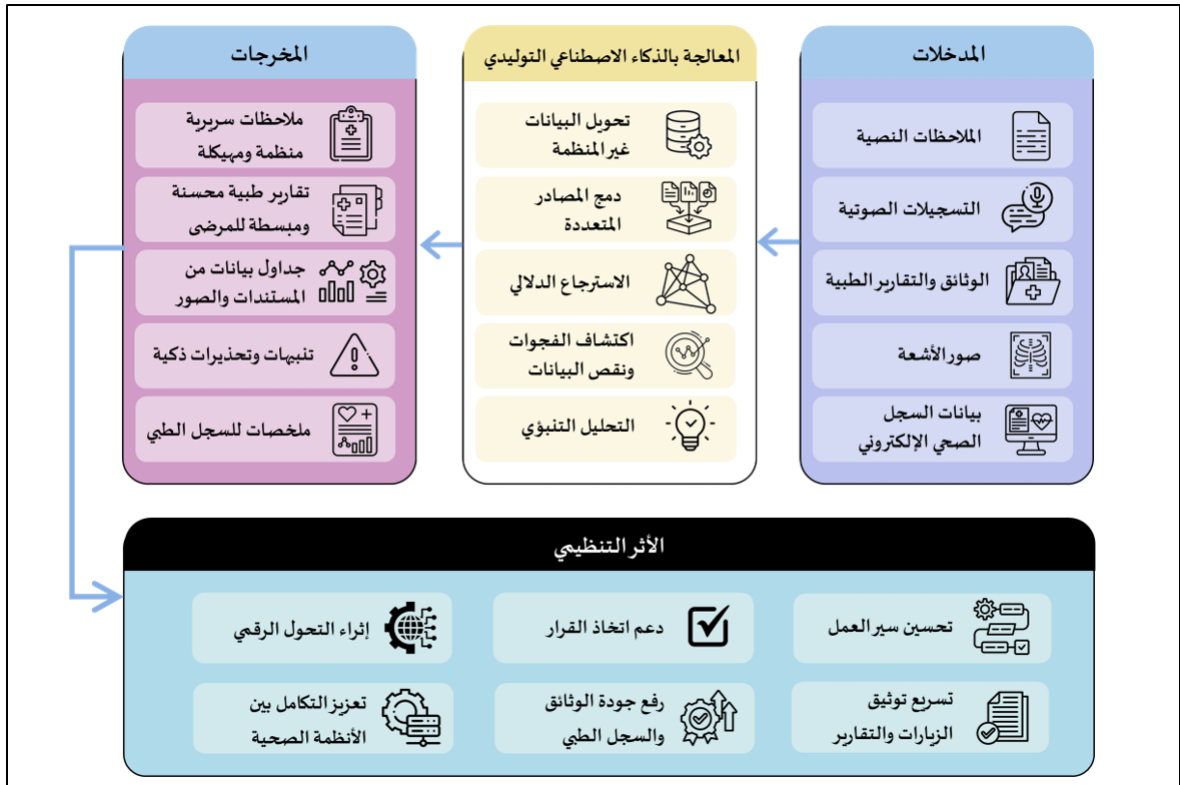 المدخلات
الملاحظات النصية
التسجيلات الصوتية
الوثائق والتقارير الطبية
صور الأشعة
بيانات السجل
الصحي الإلكتروني
المعالجة بالذكاء الاصطناعي التوليدي
تحويل البيانات
غير المنظمة
دمج المصادر
المتعددة
الاسترجاع الدلالي
اكتشاف الفجوات
ونقص البيانات
التحليل التنبؤي
المخرجات
ملاحظات سريرية
منظمة ومهيكلة
تقارير طبية محسنة
ومبسطة للمرضى
جداول بيانات من
المستندات والصور
تنبيهات وتحذيرات ذكية
ملخصات للسجل الطبي
الأثر التنظيمي
تحسين سير العمل
دعم اتخاذ القرار
إثراء التحول الرقمي
تسريع توثيق
الزيارات والتقارير
رفع جودة الوثائق
والسجل الطبي
تعزيز التكامل بين
الأنظمة الصحية